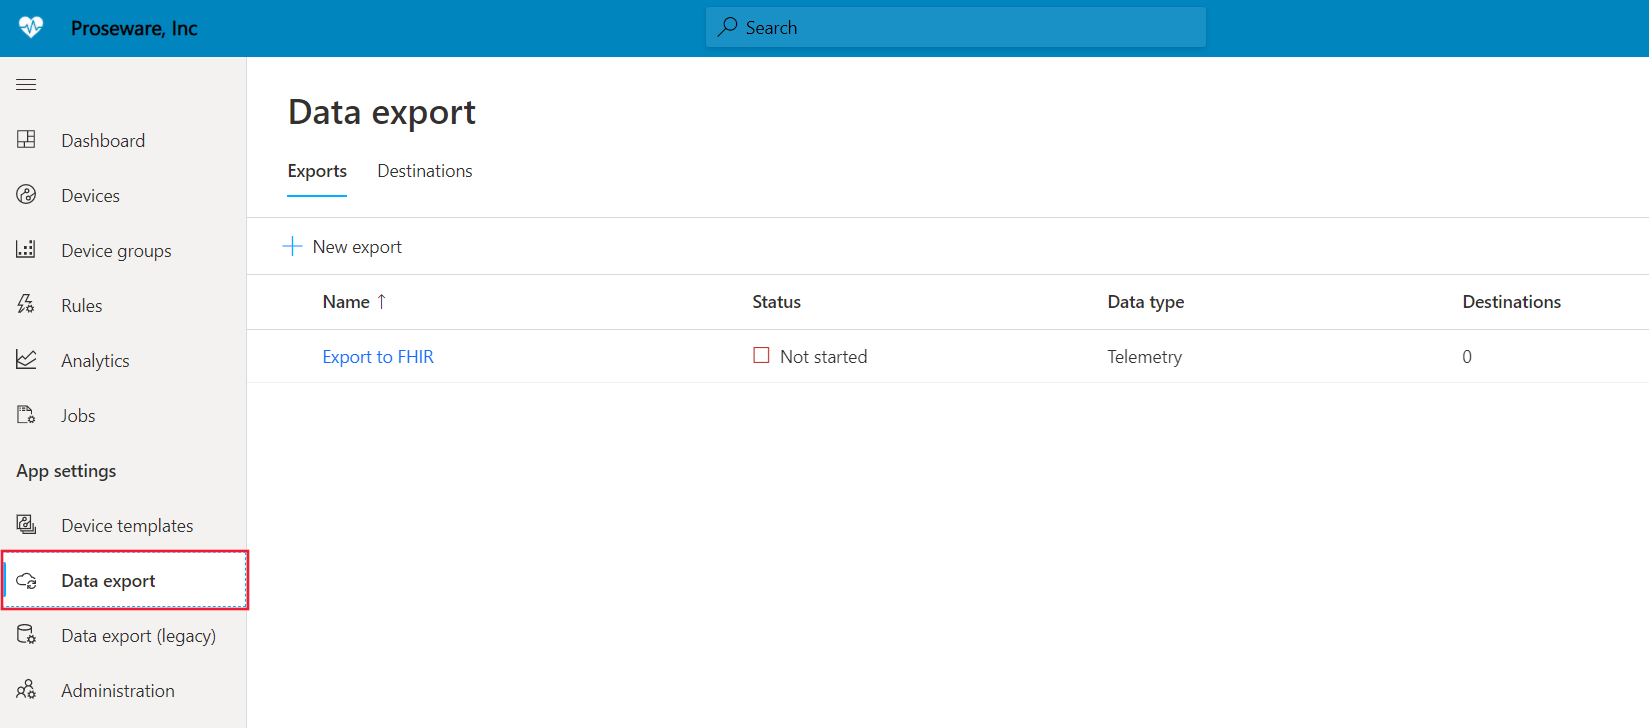 Proseware, Inc
Search
Dashboard
Devices
Device groups
Rules
Analytics
Jobs
App settings
Device templates
Data export
Data export (legacy)
Administration
Data export
Exports Destinations
New export
Name ↑ Status Data type Destinations
Export to FHIR Not started Telemetry 0